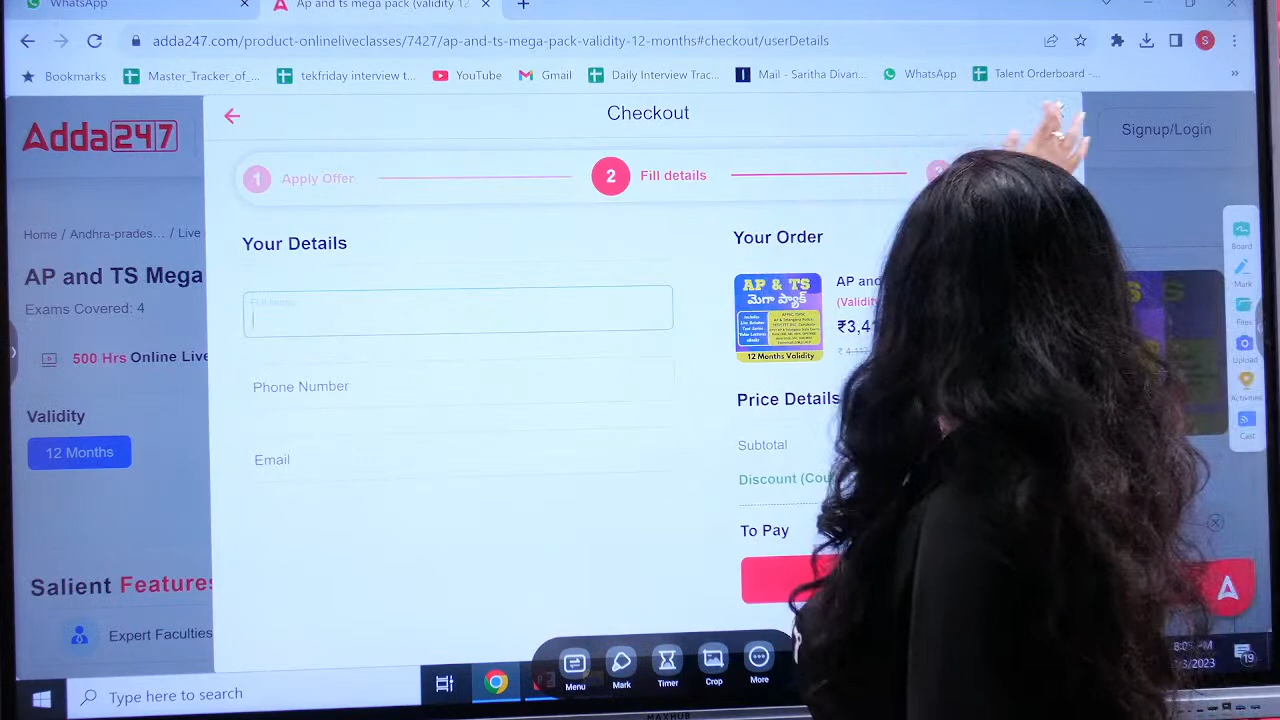 WhatsApp
Ap and ts mega pack (validity 12
adda247.com/product-onlineliveclasses/7427/ap-and-ts-mega-pack-validity-12-months#checkout/userDetails
S
Bookmarks
Master_Tracker_of_...
tekfriday interview t...
YouTube
Gmail
Daily Interview Trac...
Mail - Saritha Divan...
WhatsApp
Talent Orderboard -...
Adda247
Checkout
Signup/Login
1 Apply Offer
2 Fill details
Home / Andhra-prades... / Live
AP and TS Mega
Exams Covered: 4
500 Hrs Online Live
Validity
12 Months
Salient Features
Expert Faculties
Your Details
Full Name
Phone Number
Email
Your Order
AP & TS
మెగా ప్యాక్
12 Months Validity
AP and
(Validity
Price Details
Subtotal
Discount (Cou
To Pay
Board
Mark
Files
Upload
Activities
Cast
Menu
Mark
Timer
Crop
More
Type here to search
19
MAXHUB